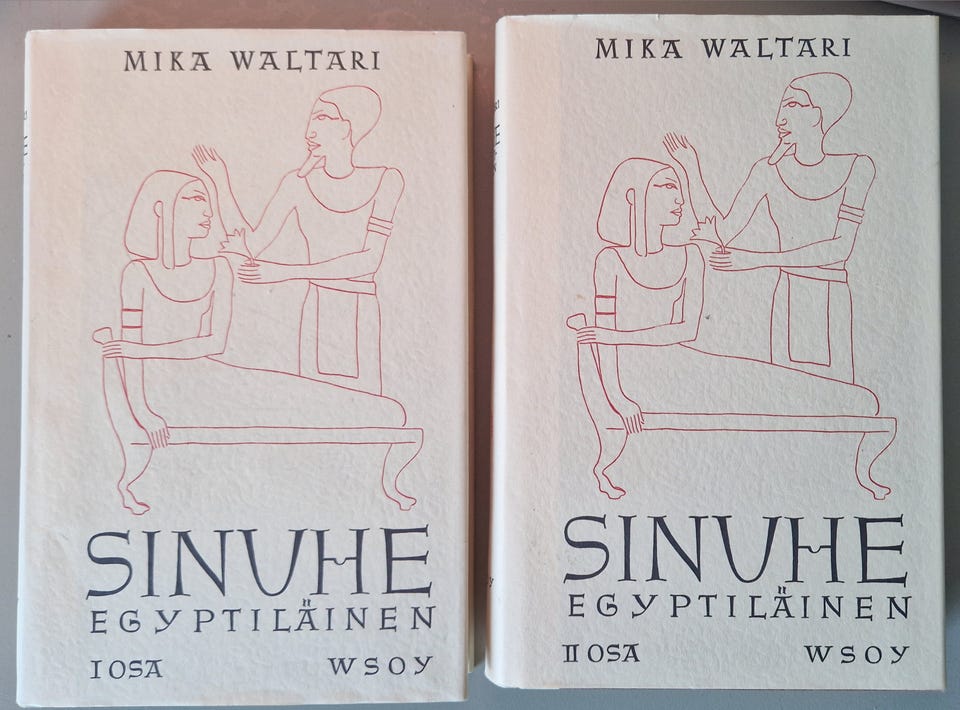 MIKA WALTARI
SINUHE
EGYPTILÄINEN
I OSA WSOY
MIKA WALTARI
SINUHE
EGYPTILÄINEN
II OSA WSOY